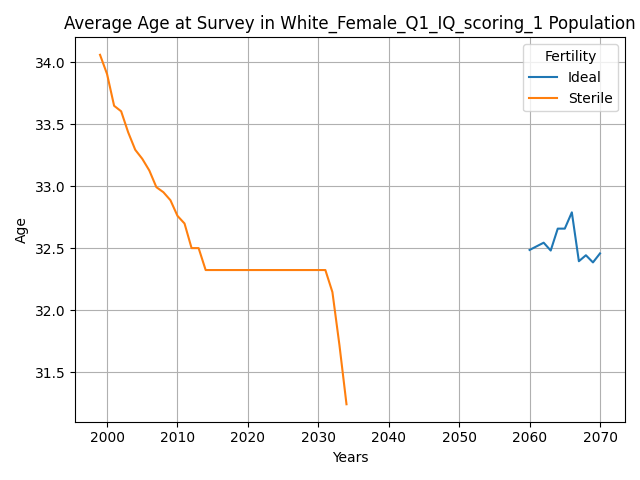 Average Age at Survey in White_Female_Q1_IQ_scoring_1 Population
Fertility
Ideal
Sterile
34.0
33.5
33.0
32.5
32.0
31.5
Age
2000 2010 2020 2030 2040 2050 2060 2070
Years